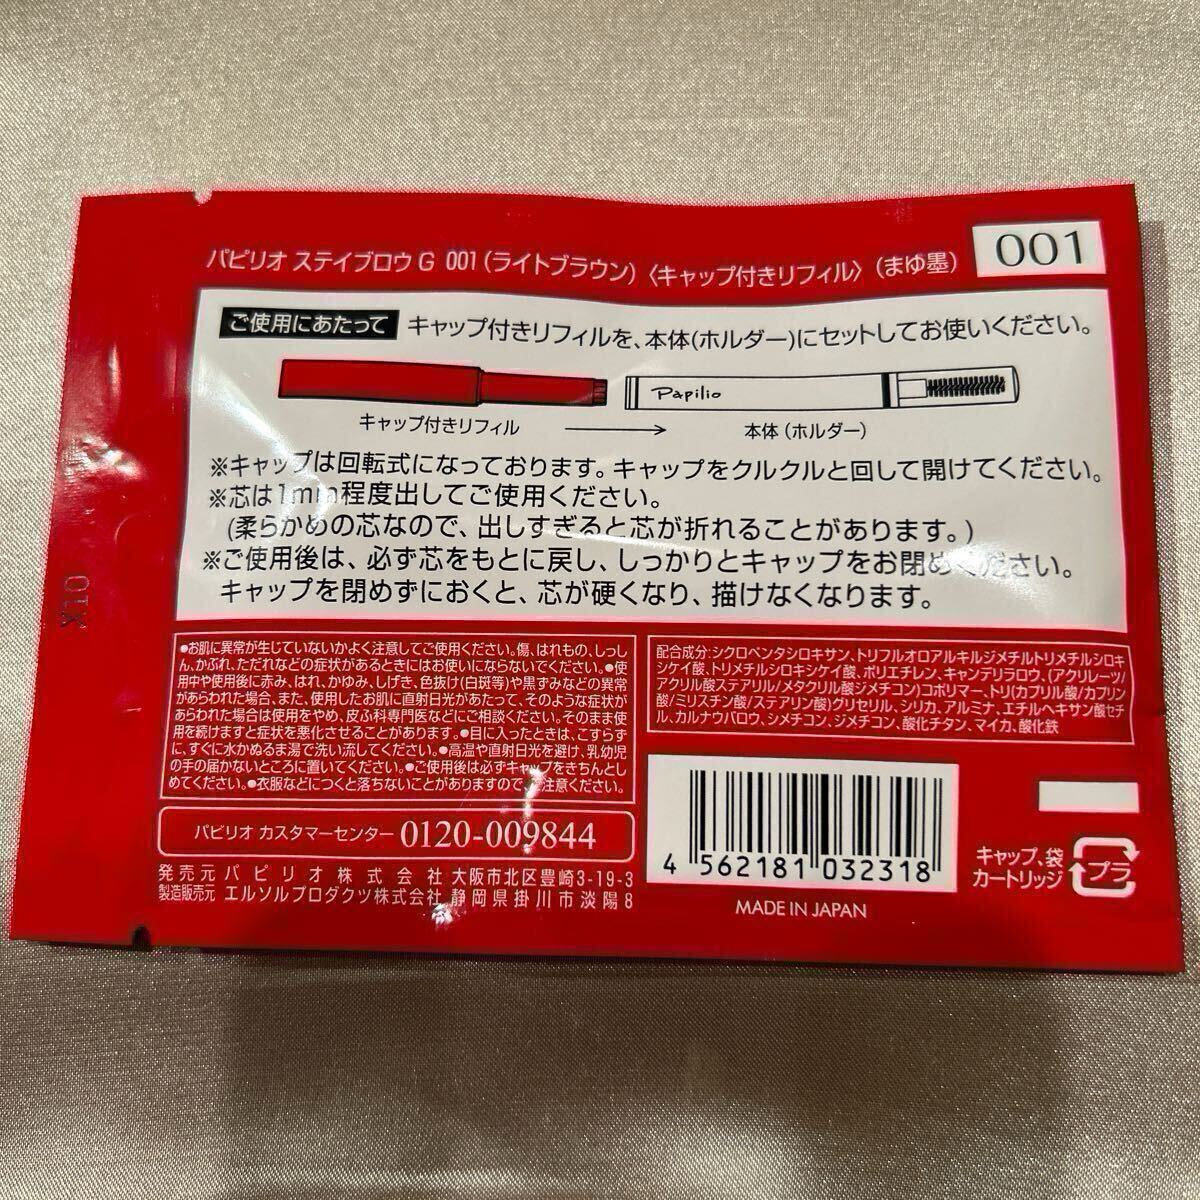 パピリオ ステイブロウ G 001(ライトブラウン)〈キャップ付きリフィル〉(まゆ墨)
001
ご使用にあたって キャップ付きリフィルを、本体(ホルダー)にセットしてお使いください。
Papilio
キャップ付きリフィル
本体(ホルダー)
※キャップは回転式になっております。キャップをクルクルと回して開けてください。
※芯は1mm程度出してご使用ください。
(柔らかめの芯なので、出しすぎると芯が折れることがあります。)
※ご使用後は、必ず芯をもとに戻し、しっかりとキャップをお閉めください。
キャップを閉めずにおくと、芯が硬くなり、描けなくなります。
01K
●お肌に異常が生じていないかよく注意してご使用ください。傷、はれもの、しっし
ん、かぶれ、ただれなどの症状があるときにはお使いにならないでください。●使
用中や使用後に赤み、はれ、かゆみ、しげき、色抜け(白斑等)や黒ずみなどの異常
があらわれた場合、また、使用したお肌に直射日光があたって、そのような症状が
あらわれた場合は使用をやめ、皮ふ科専門医などにご相談ください。そのまま使
用を続けますと症状を悪化させることがあります。●目に入ったときは、こすらず
に、すぐに水かぬるま湯で洗い流してください。●高温や直射日光を避け、乳幼児
の手の届かないところに置いてください。●ご使用後は必ずキャップをきちんとし
めてください。●衣服などにつくと落ちないことがありますのでご注意ください。
配合成分:シクロペンタシロキサン、トリフルオロアルキルジメチルトリメチルシロキ
シケイ酸、トリメチルシロキシケイ酸、ポリエチレン、キャンデリラロウ、(アクリレーツ/
アクリル酸ステアリル/メタクリル酸ジメチコン)コポリマー、トリ(カプリル酸/カプリン
酸/ミリスチン酸/ステアリン酸)グリセリル、シリカ、アルミナ、エチルヘキサン酸セチ
ル、カルナウバロウ、シメチコン、ジメチコン、酸化チタン、マイカ、酸化鉄
パピリオ カスタマーセンター 0120-009844
発売元 パピリオ株式会社 大阪市北区豊崎3-19-3
製造販売元 エルソルプロダクツ株式会社 静岡県掛川市淡陽8
4 562181 032318
MADE IN JAPAN
キャップ、袋
カートリッジ
プラ